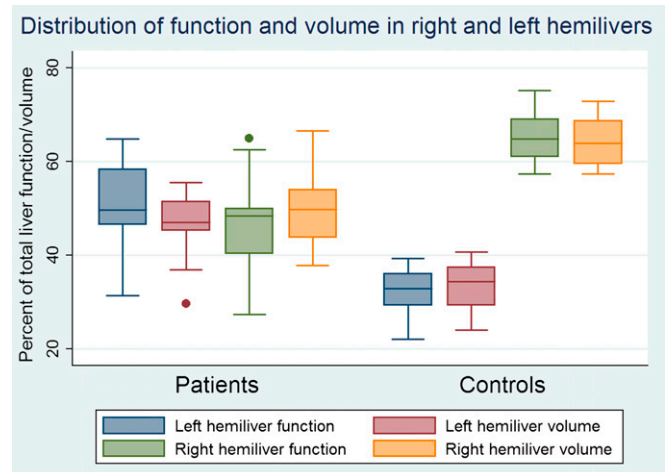 Distribution of function and volume in right and left hemilivers
Percent of total liver function/volume
80
60
40
20
Patients
Controls
Left hemiliver function
Left hemiliver volume
Right hemiliver function
Right hemiliver volume